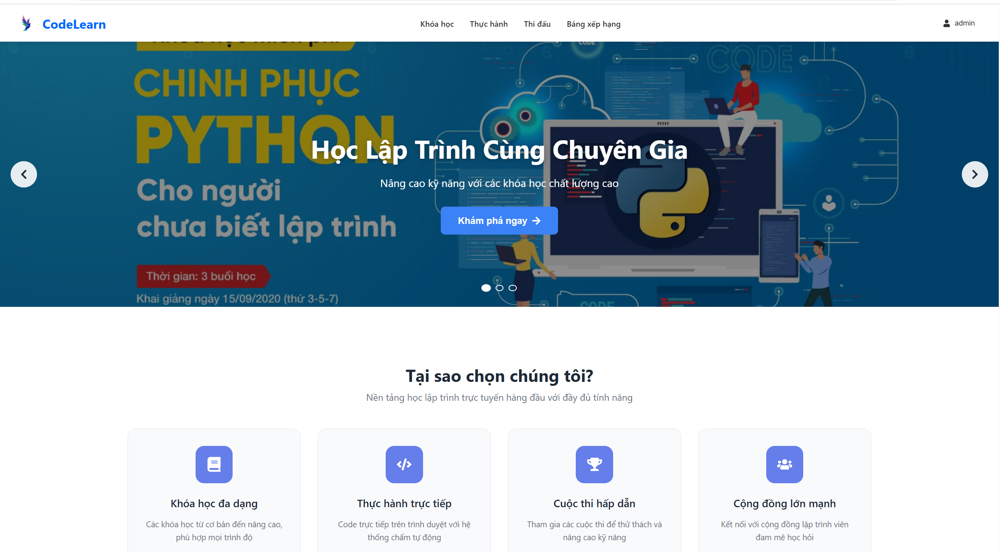 CodeLearn
Khóa học
Thực hành
Thi đấu
Bảng xếp hạng
admin
CODE
CODE
CHINH PHỤC
PYTHON
Học Lập Trình Cùng Chuyên Gia
Nâng cao kỹ năng với các khóa học chất lượng cao
Cho người
chưa biết lập trình
Khám phá ngay
Thời gian: 3 buổi học
Khai giảng ngày 15/09/2020 (thứ 3-5-7)
CODE
Tại sao chọn chúng tôi?
Nền tảng học lập trình trực tuyến hàng đầu với đầy đủ tính năng
Khóa học đa dạng
Các khóa học từ cơ bản đến nâng cao,
phù hợp mọi trình độ
Thực hành trực tiếp
Code trực tiếp trên trình duyệt với hệ
thống chấm tự động
Cuộc thi hấp dẫn
Tham gia các cuộc thi để thử thách và
nâng cao kỹ năng
Cộng đồng lớn mạnh
Kết nối với cộng đồng lập trình viên
đam mê học hỏi